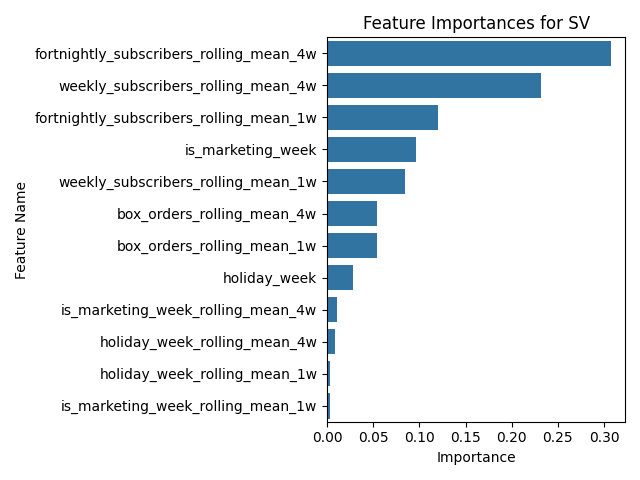 Feature Importances for SV
Feature Name
fortnightly_subscribers_rolling_mean_4w
weekly_subscribers_rolling_mean_4w
fortnightly_subscribers_rolling_mean_1w
is_marketing_week
weekly_subscribers_rolling_mean_1w
box_orders_rolling_mean_4w
box_orders_rolling_mean_1w
holiday_week
is_marketing_week_rolling_mean_4w
holiday_week_rolling_mean_4w
holiday_week_rolling_mean_1w
is_marketing_week_rolling_mean_1w
0.00 0.05 0.10 0.15 0.20 0.25 0.30
Importance